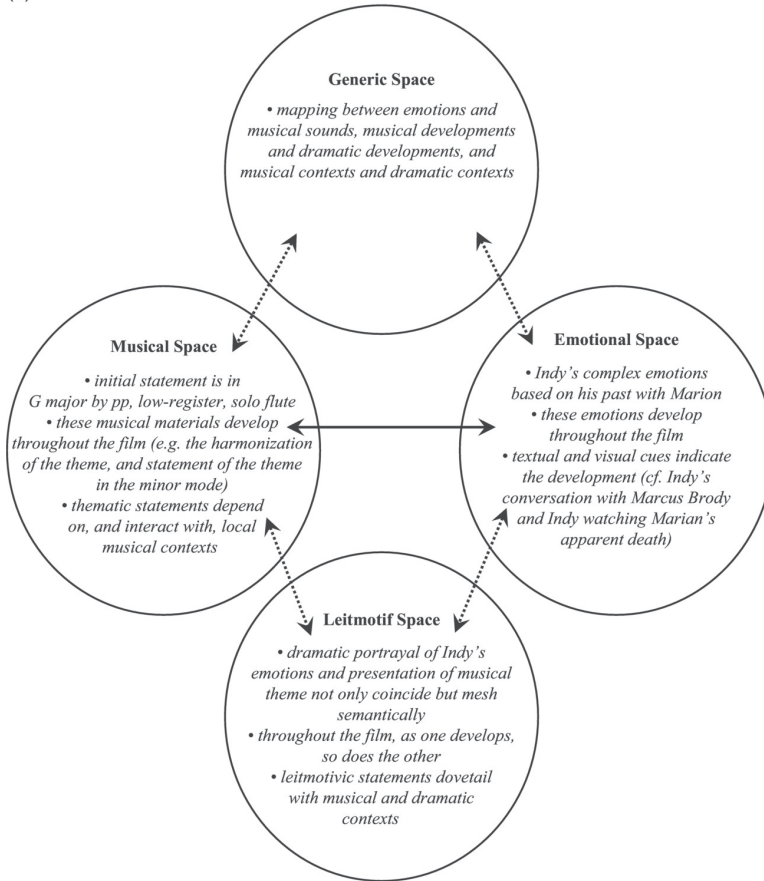 Generic Space
• mapping between emotions and
musical sounds, musical developments
and dramatic developments, and
musical contexts and dramatic contexts
Musical Space
• initial statement is in
G major by pp, low-register, solo flute
• these musical materials develop
throughout the film (e.g. the harmonization
of the theme, and statement of the theme
in the minor mode)
• thematic statements depend
on, and interact with, local
musical contexts
Emotional Space
• Indy's complex emotions
based on his past with Marion
• these emotions develop
throughout the film
• textual and visual cues indicate
the development (cf. Indy's
conversation with Marcus Brody
and Indy watching Marian's
apparent death)
Leitmotif Space
• dramatic portrayal of Indy's
emotions and presentation of musical
theme not only coincide but mesh
semantically
• throughout the film, as one develops,
so does the other
• leitmotivic statements dovetail
with musical and dramatic
contexts